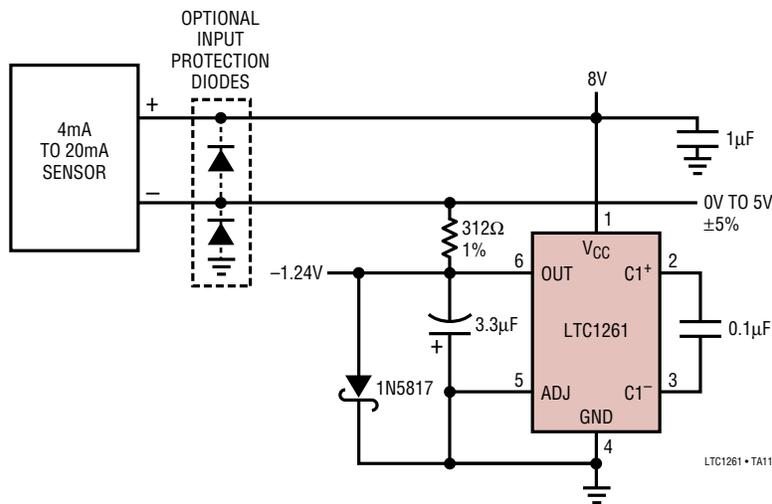 OPTIONAL
INPUT
PROTECTION
DIODES
8V
+
4mA
TO 20mA
SENSOR
1µF
−
0V TO 5V
±5%
312Ω
1%
1
VCC
−1.24V
6
OUT
C1+
2
3.3µF
+
LTC1261
0.1µF
1N5817
5
ADJ
C1−
3
GND
4
LTC1261 • TA11